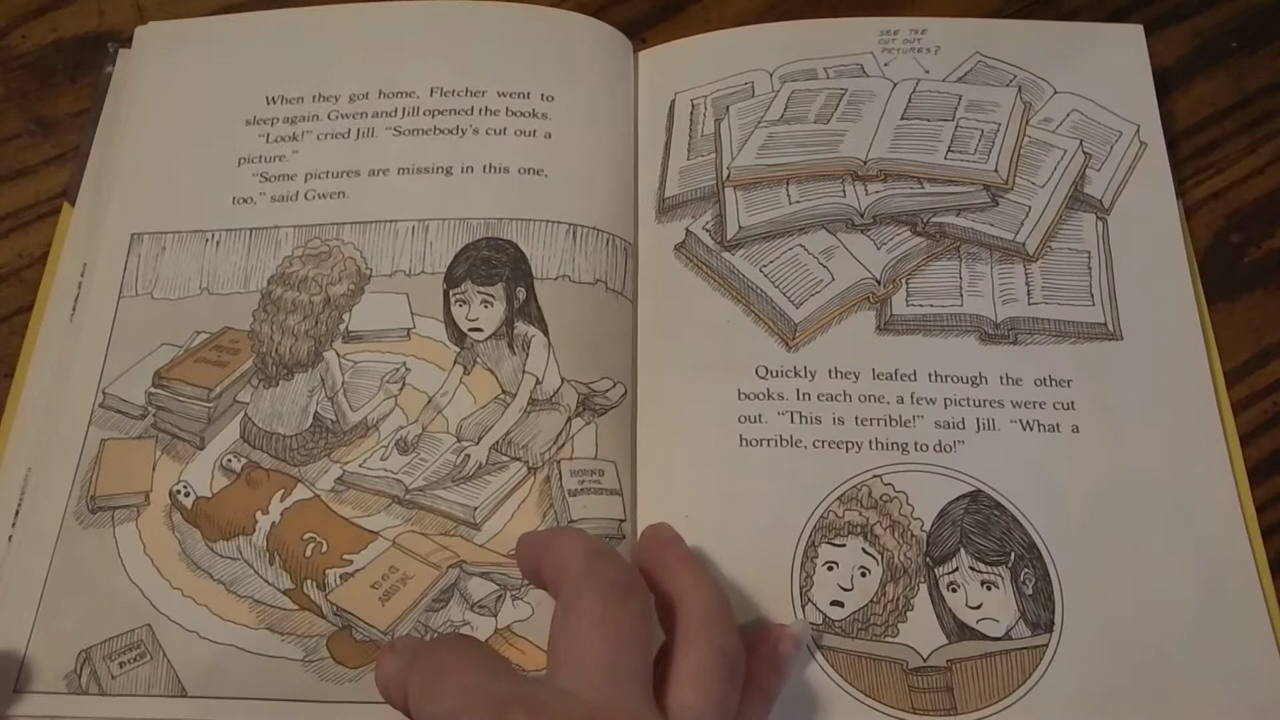 When they got home, Fletcher went to
sleep again. Gwen and Jill opened the books.
"Look!" cried Jill. "Somebody's cut out a
picture."
"Some pictures are missing in this one,
too," said Gwen.
HOUND
OF THE
DOG
SEE THE
CUT OUT
PICTURES?
Quickly they leafed through the other
books. In each one, a few pictures were cut
out. "This is terrible!" said Jill. "What a
horrible, creepy thing to do!"